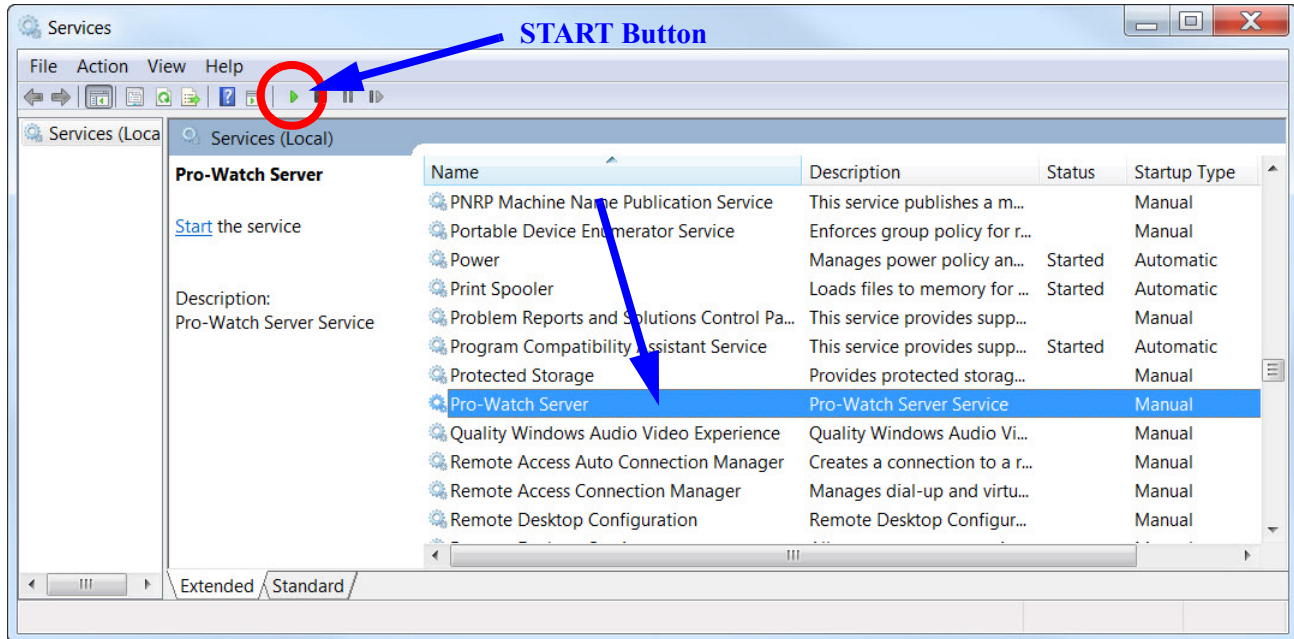 Services
START Button
File Action View Help
Services (Loca
Services (Local)
Pro-Watch Server
Start the service
Description:
Pro-Watch Server Service
Name Description Status Startup Type
PNRP Machine Name Publication Service This service publishes a m... Manual
Portable Device Enumerator Service Enforces group policy for r... Manual
Power Manages power policy an... Started Automatic
Print Spooler Loads files to memory for ... Started Automatic
Problem Reports and Solutions Control Pa... This service provides supp... Manual
Program Compatibility Assistant Service This service provides supp... Started Automatic
Protected Storage Provides protected storag... Manual
Pro-Watch Server Pro-Watch Server Service Manual
Quality Windows Audio Video Experience Quality Windows Audio Vi... Manual
Remote Access Auto Connection Manager Creates a connection to a r... Manual
Remote Access Connection Manager Manages dial-up and virtu... Manual
Remote Desktop Configuration Remote Desktop Configur... Manual
Extended Standard